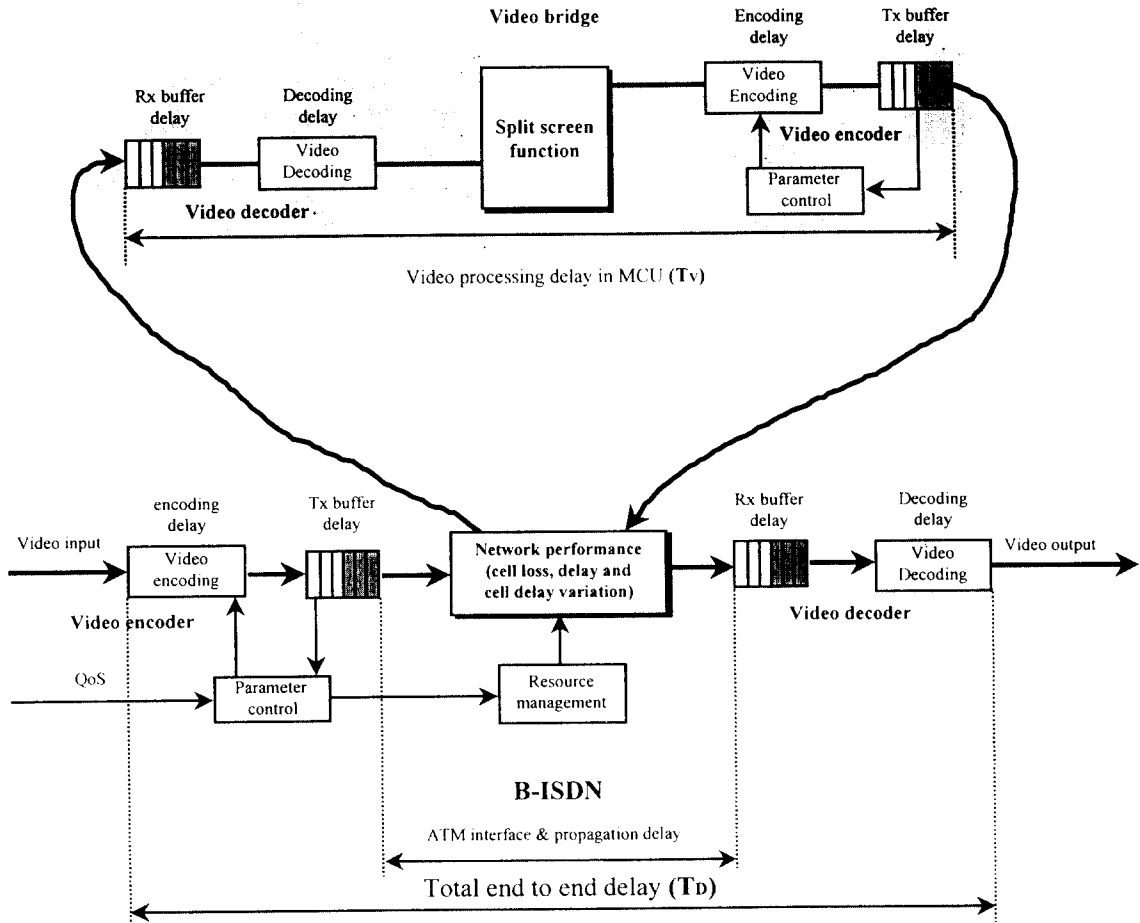 Video bridge
Encoding
delay
Tx buffer
delay
Rx buffer
delay
Decoding
delay
Video
Decoding
Split screen
function
Video
Encoding
Video encoder
Parameter
control
Video decoder
Video processing delay in MCU (Tv)
encoding
delay
Tx buffer
delay
Rx buffer
delay
Decoding
delay
Video input
Video
encoding
Network performance
(cell loss, delay and
cell delay variation)
Video
Decoding
Video output
Video encoder
Video decoder
QoS
Parameter
control
Resource
management
B-ISDN
ATM interface & propagation delay
Total end to end delay (TD)